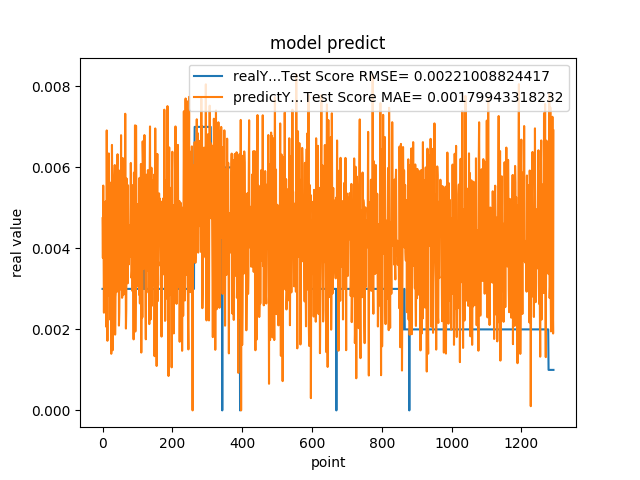 model predict
realY...Test Score RMSE= 0.00221008824417
predictY...Test Score MAE= 0.00179943318232
0.008
0.006
0.004
0.002
0.000
real value
0 200 400 600 800 1000 1200
point